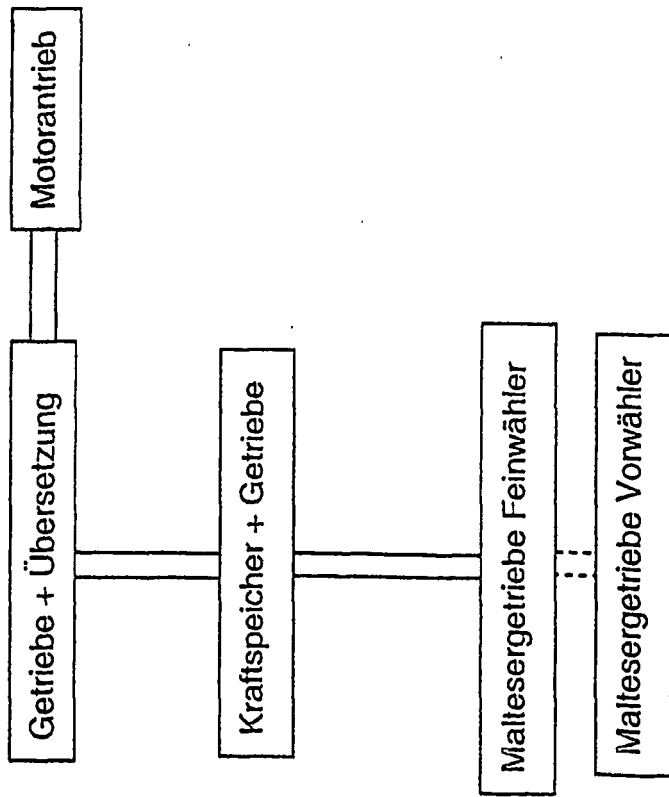 Motorantrieb
Getriebe + Übersetzung
Kraftspeicher + Getriebe
Maltesergetriebe Feinwähler
Maltesergetriebe Vorwähler